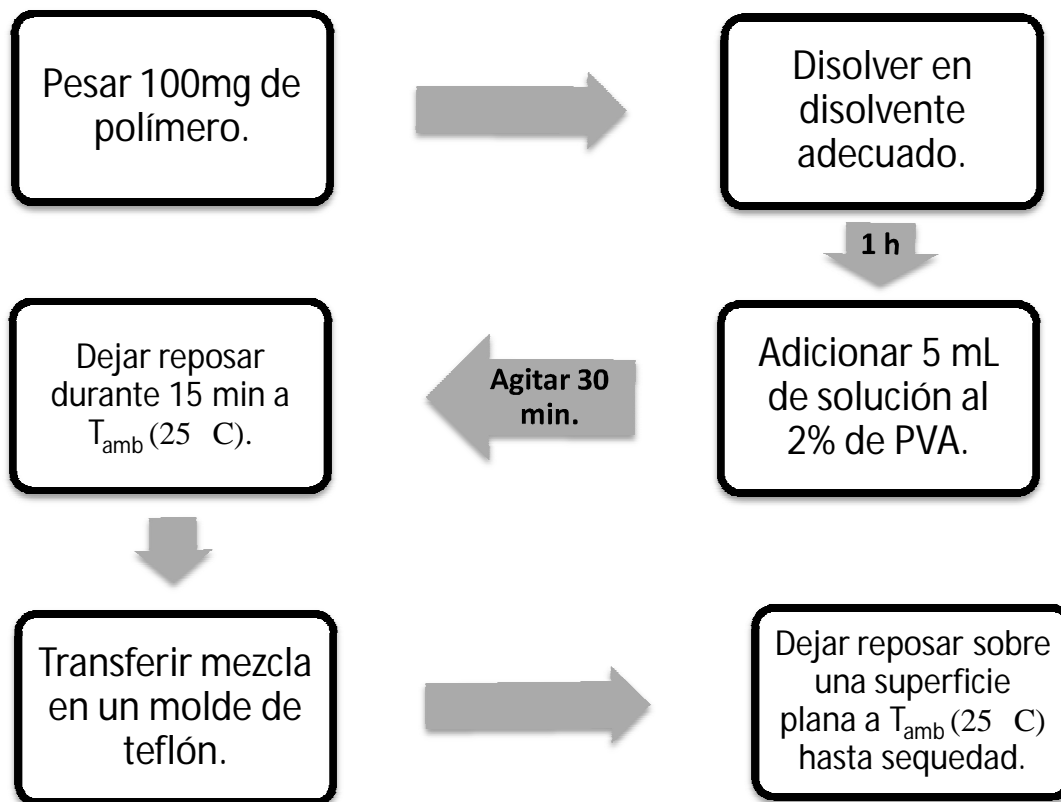 Pesar 100mg de
polímero.
Disolver en
disolvente
adecuado.
1 h
Adicionar 5 mL
de solución al
2% de PVA.
Agitar 30
min.
Dejar reposar
durante 15 min a
Tamb (25 C).
Transferir mezcla
en un molde de
teflón.
Dejar reposar sobre
una superficie
plana a Tamb (25 C)
hasta sequedad.